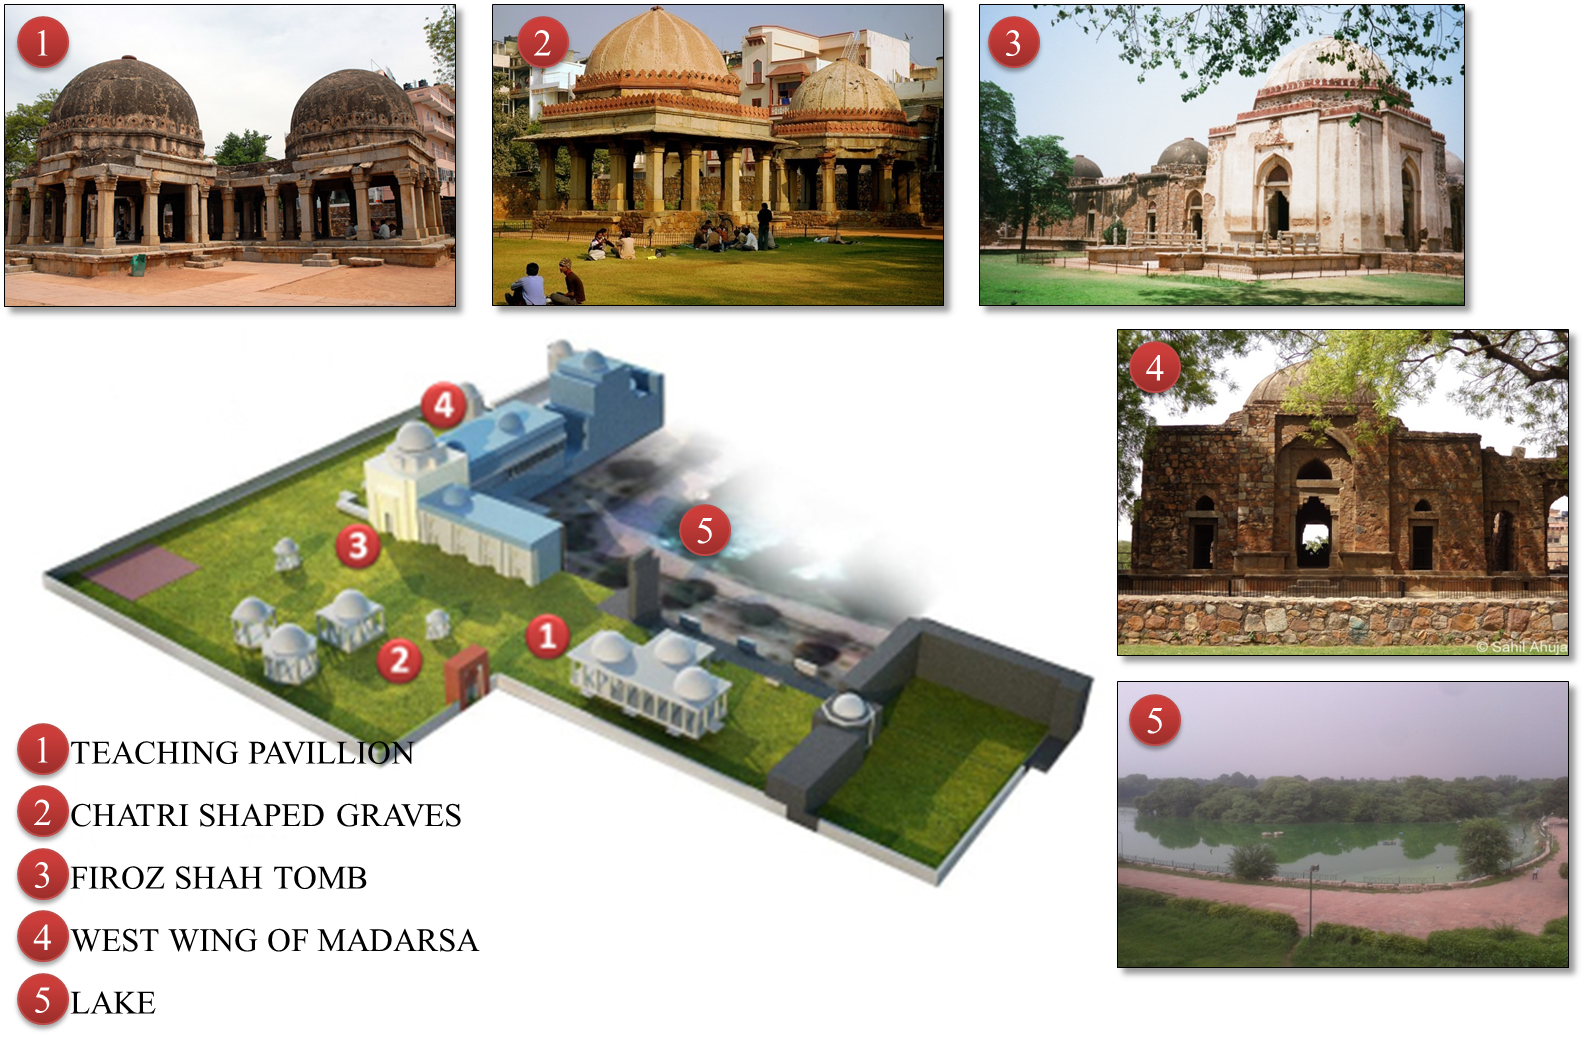 1
2
3
4
© Sahil Ahuja
4
5
3
1
2
5
1 TEACHING PAVILLION
2 CHATRI SHAPED GRAVES
3 FIROZ SHAH TOMB
4 WEST WING OF MADARSA
5 LAKE